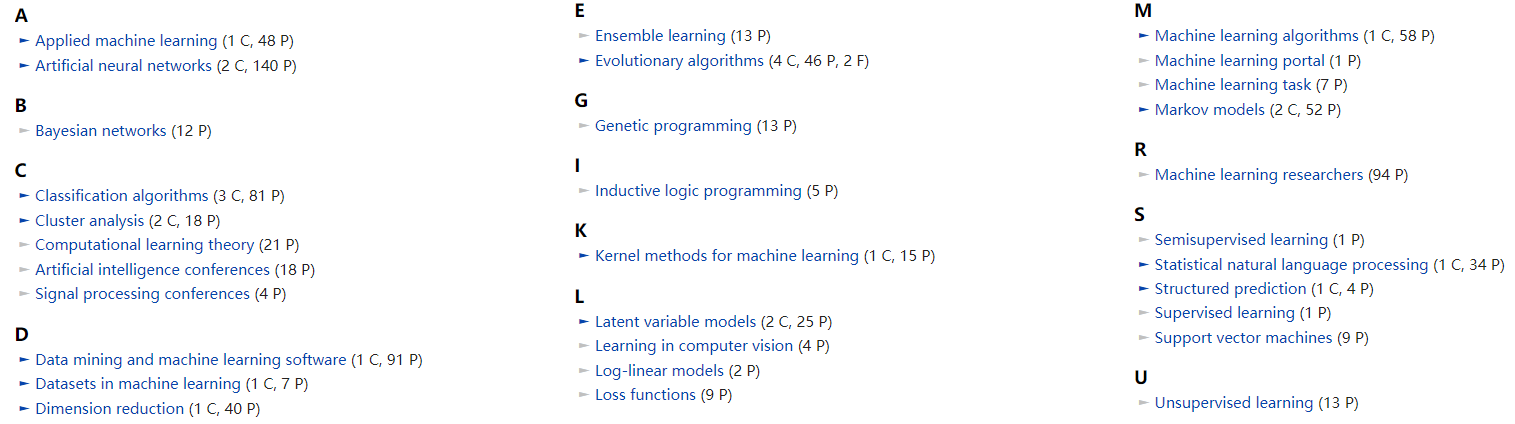 A
► Applied machine learning (1 C, 48 P)
► Artificial neural networks (2 C, 140 P)
B
► Bayesian networks (12 P)
C
► Classification algorithms (3 C, 81 P)
► Cluster analysis (2 C, 18 P)
► Computational learning theory (21 P)
► Artificial intelligence conferences (18 P)
► Signal processing conferences (4 P)
D
► Data mining and machine learning software (1 C, 91 P)
► Datasets in machine learning (1 C, 7 P)
► Dimension reduction (1 C, 40 P)
E
► Ensemble learning (13 P)
► Evolutionary algorithms (4 C, 46 P, 2 F)
G
► Genetic programming (13 P)
I
► Inductive logic programming (5 P)
K
► Kernel methods for machine learning (1 C, 15 P)
L
► Latent variable models (2 C, 25 P)
► Learning in computer vision (4 P)
► Log-linear models (2 P)
► Loss functions (9 P)
M
► Machine learning algorithms (1 C, 58 P)
► Machine learning portal (1 P)
► Machine learning task (7 P)
► Markov models (2 C, 52 P)
R
► Machine learning researchers (94 P)
S
► Semisupervised learning (1 P)
► Statistical natural language processing (1 C, 34 P)
► Structured prediction (1 C, 4 P)
► Supervised learning (1 P)
► Support vector machines (9 P)
U
► Unsupervised learning (13 P)